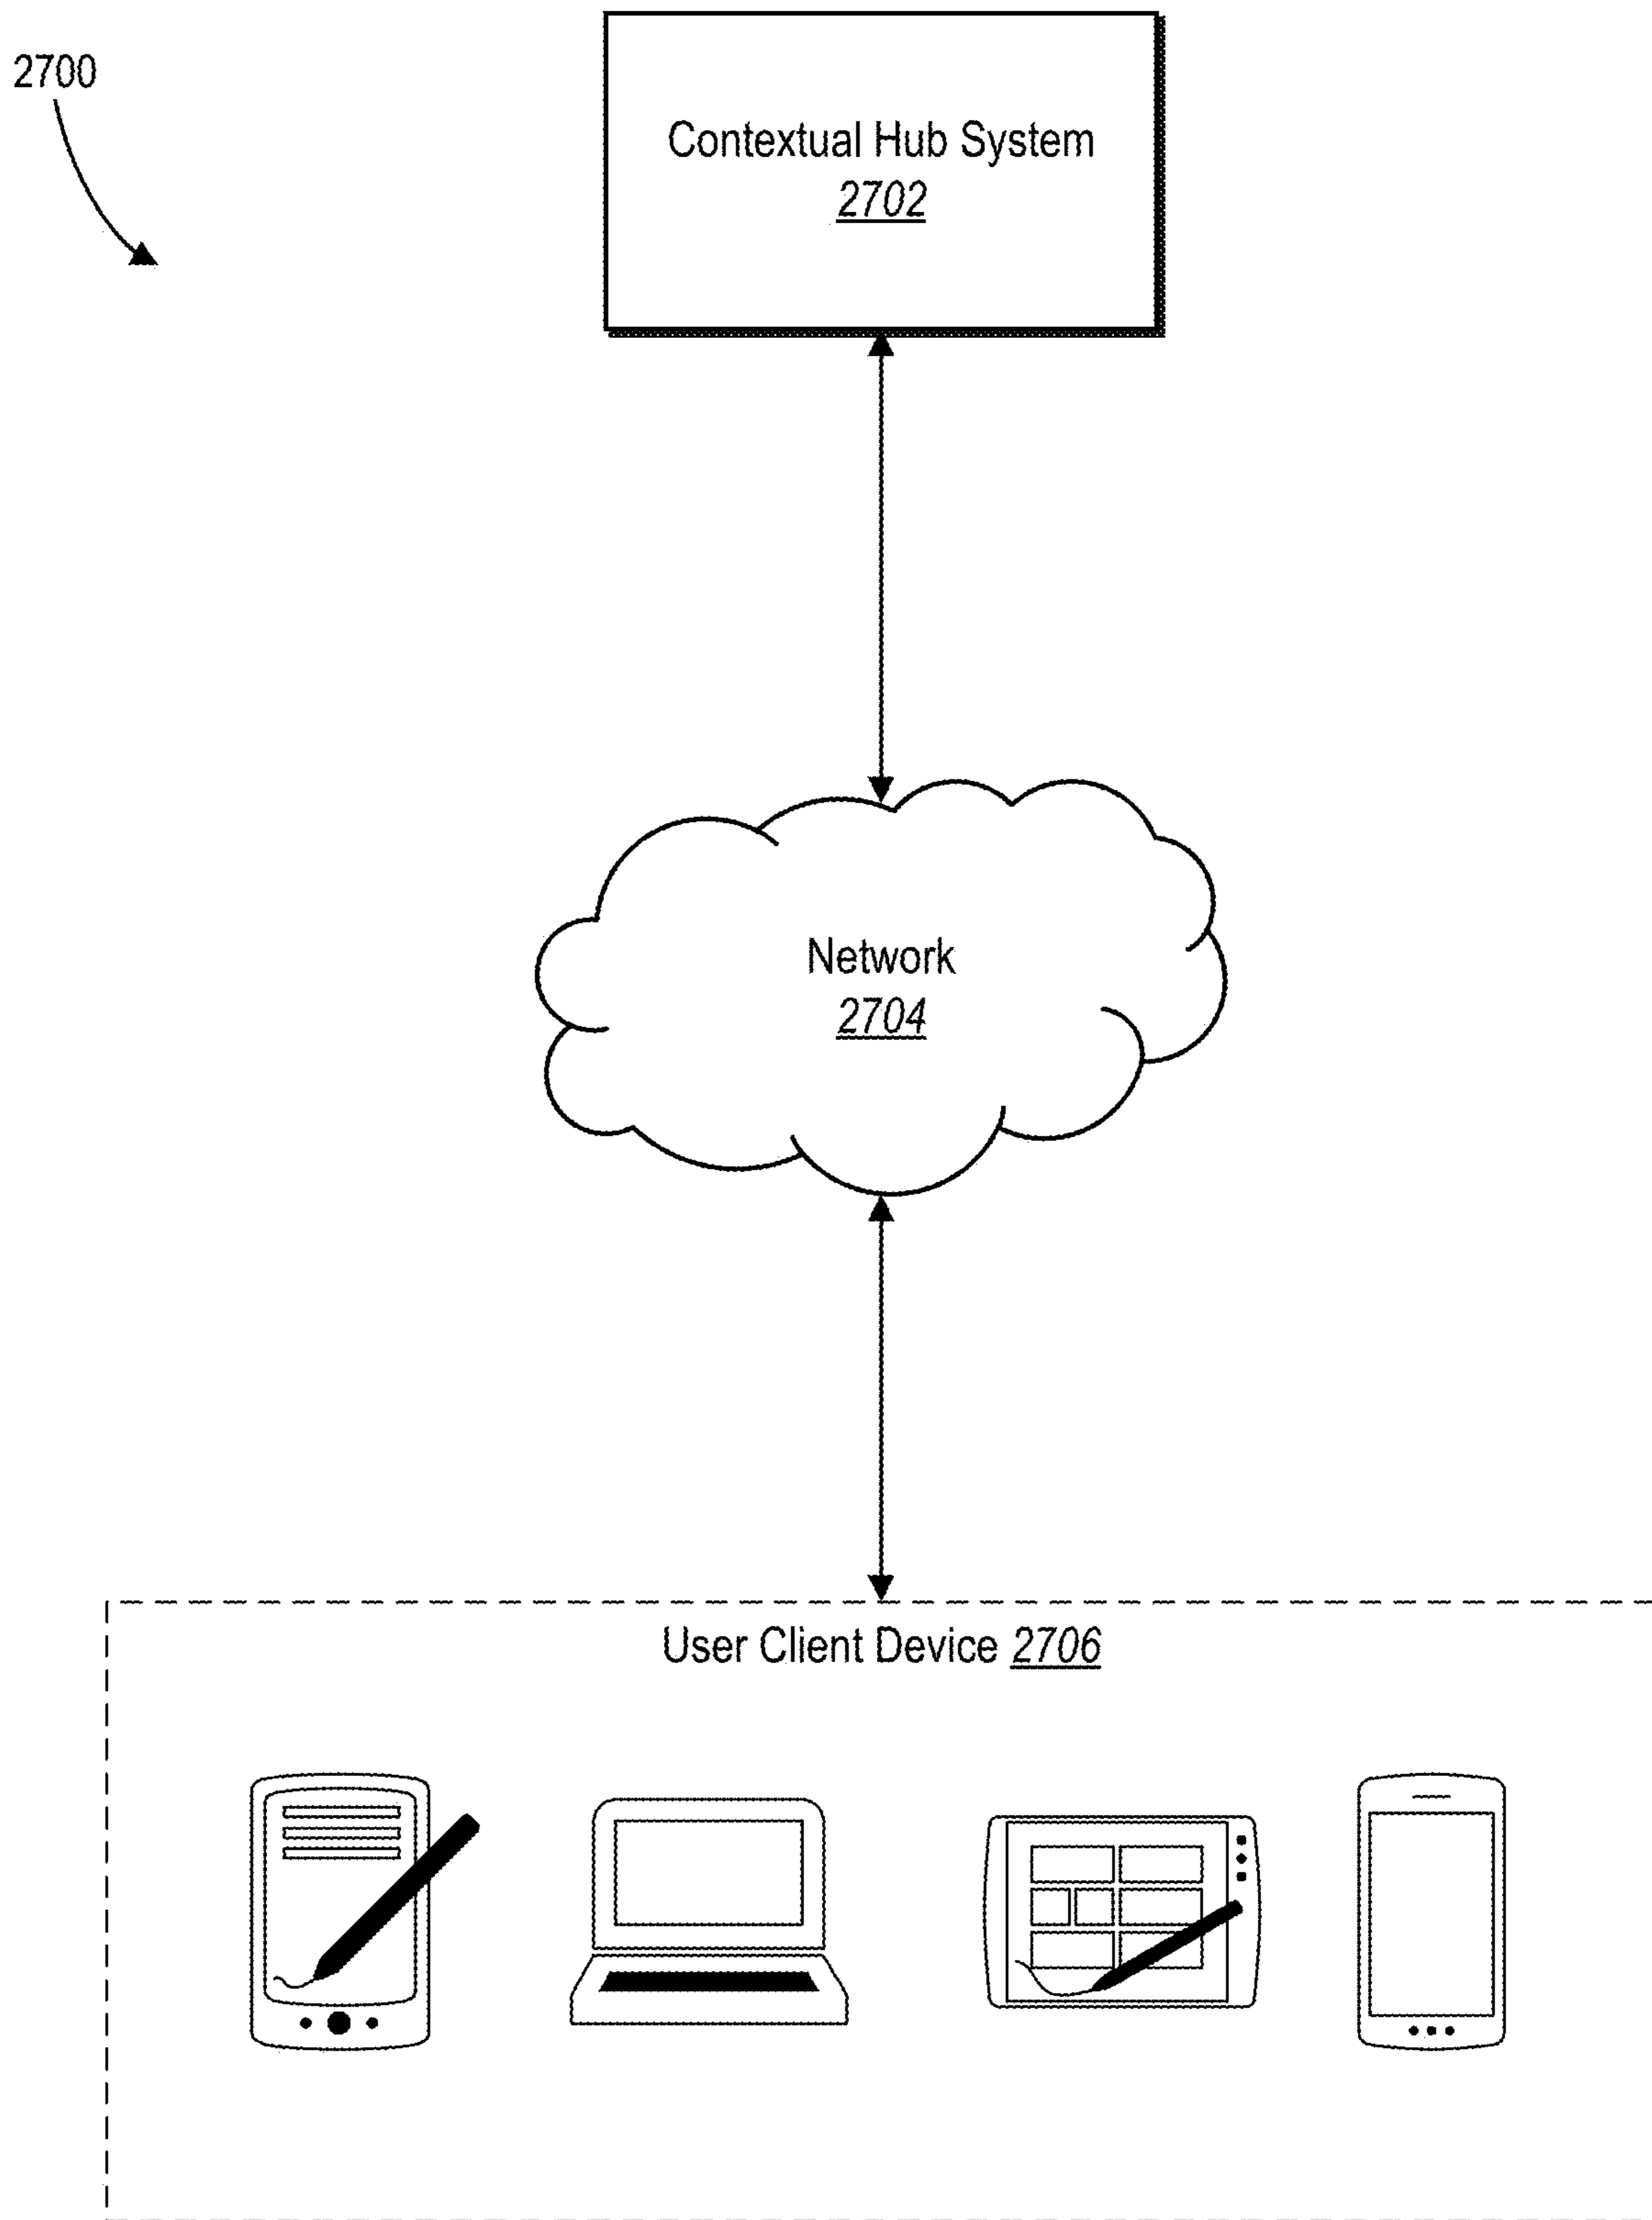 2700
Contextual Hub System
2702
Network
2704
User Client Device 2706